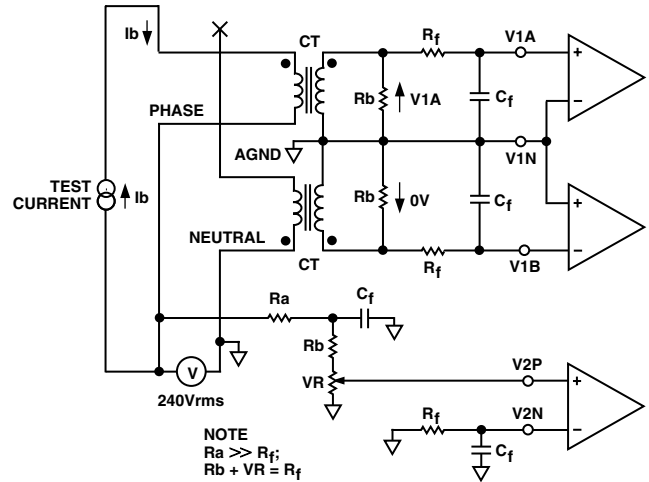 Ib
CT
Rf
V1A
+
Rb
V1A
Cf
−
PHASE
AGND
V1N
TEST
CURRENT
Ib
Rb
0V
Cf
+
−
NEUTRAL
CT
Rf
V1B
Ra
Cf
Rb
V
VR
V2P
+
240Vrms
Rf
V2N
−
Cf
NOTE
Ra >> Rf;
Rb + VR = Rf